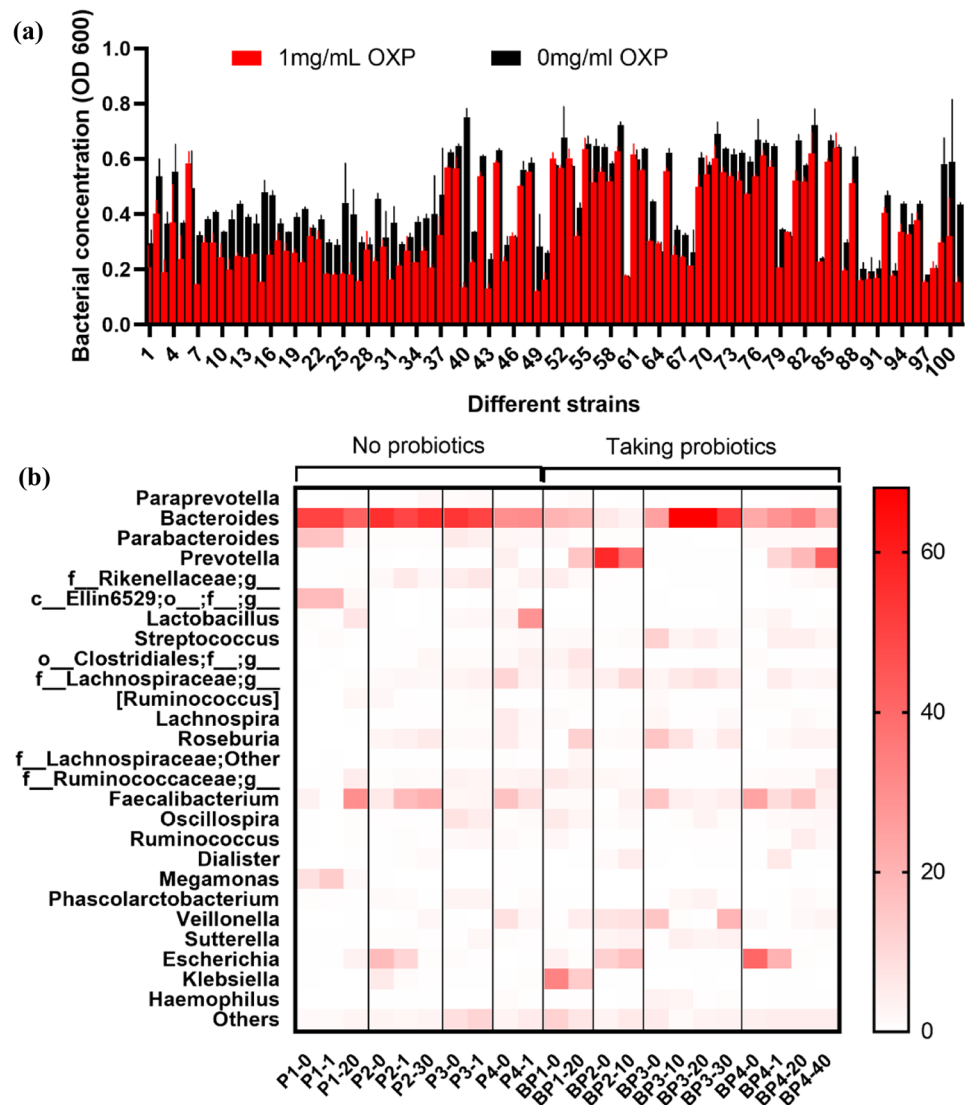 (a)
1mg/mL OXP
0mg/ml OXP
Bacterial concentration (OD 600)
1.0
0.8
0.6
0.4
0.2
0.0
1 4 7 10 13 16 19 22 25 28 31 34 37 40 43 46 49 52 55 58 61 64 67 70 73 76 79 82 85 88 91 94 97 100
Different strains
(b)
No probiotics
Taking probiotics
Paraprevotella
Bacteroides
Parabacteroides
Prevotella
f__Rikenellaceae;g__
c__Ellin6529;o__;f__;g__
Lactobacillus
Streptococcus
o__Clostridiales;f__;g__
f__Lachnospiraceae;g__
[Ruminococcus]
Lachnospira
Roseburia
f__Lachnospiraceae;Other
f__Ruminococcaceae;g__
Faecalibacterium
Oscillospira
Ruminococcus
Dialister
Megamonas
Phascolarctobacterium
Veillonella
Sutterella
Escherichia
Klebsiella
Haemophilus
Others
60
40
20
0
P1-0 P1-1 P1-20 P2-0 P2-1 P2-30 P3-0 P3-1 P4-0 P4-1 BP1-0 BP1-20 BP2-0 BP2-10 BP3-0 BP3-10 BP3-20 BP3-30 BP4-0 BP4-1 BP4-20 BP4-40